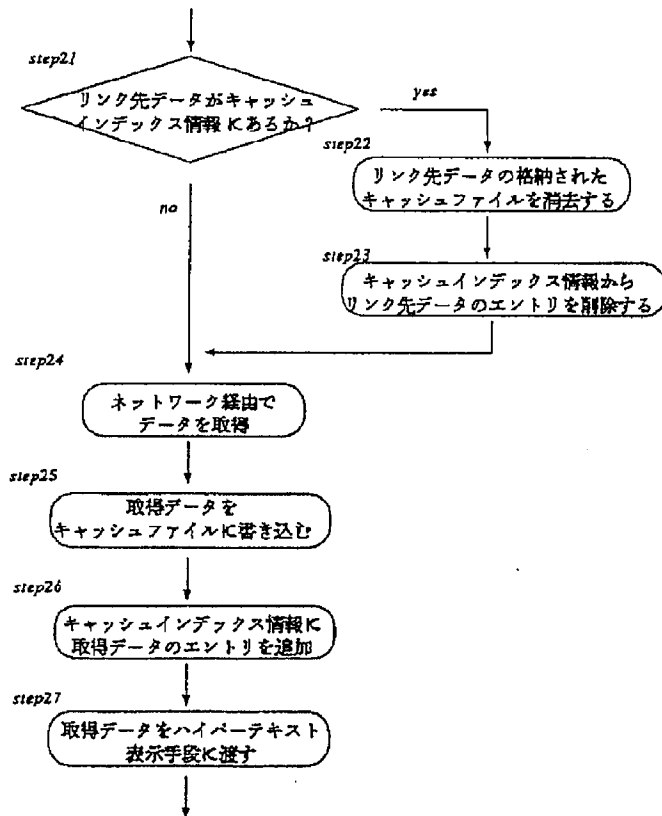 step21
リンク先データがキャッシュ
インデックス情報にあるか?
yes
no
step22
リンク先データの格納された
キャッシュファイルを消去する
step23
キャッシュインデックス情報から
リンク先データのエントリを削除する
step24
ネットワーク経由で
データを取得
step25
取得データを
キャッシュファイルに書き込む
step26
キャッシュインデックス情報に
取得データのエントリを追加
step27
取得データをハイパーテキスト
表示手段に渡す